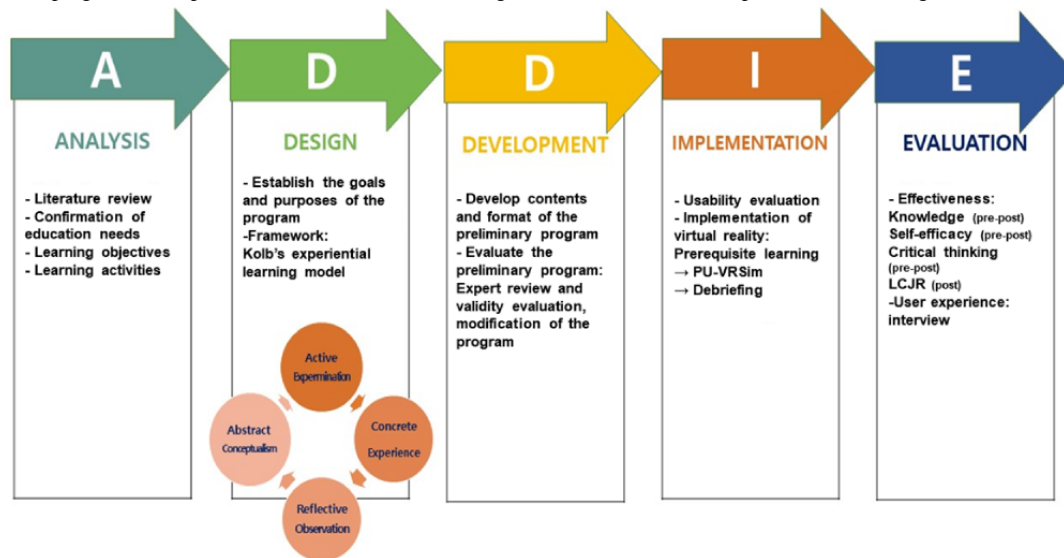 A
ANALYSIS
- Literature review
- Confirmation of
education needs
- Learning objectives
- Learning activities
D
DESIGN
- Establish the goals
and purposes of the
program
-Framework:
Kolb's experiential
learning model
Active
Expermination
Concrete
Experience
Reflective
Observation
Abstract
Conceptualism
D
DEVELOPMENT
- Develop contents
and format of the
preliminary program
- Evaluate the
preliminary program:
Expert review and
validity evaluation,
modification of the
program
I
IMPLEMENTATION
- Usability evaluation
- Implementation of
virtual reality:
Prerequisite learning
→ PU-VRSim
→ Debriefing
E
EVALUATION
- Effectiveness:
Knowledge (pre-post)
Self-efficacy (pre-post)
Critical thinking
(pre-post)
LCJR (post)
-User experience:
interview